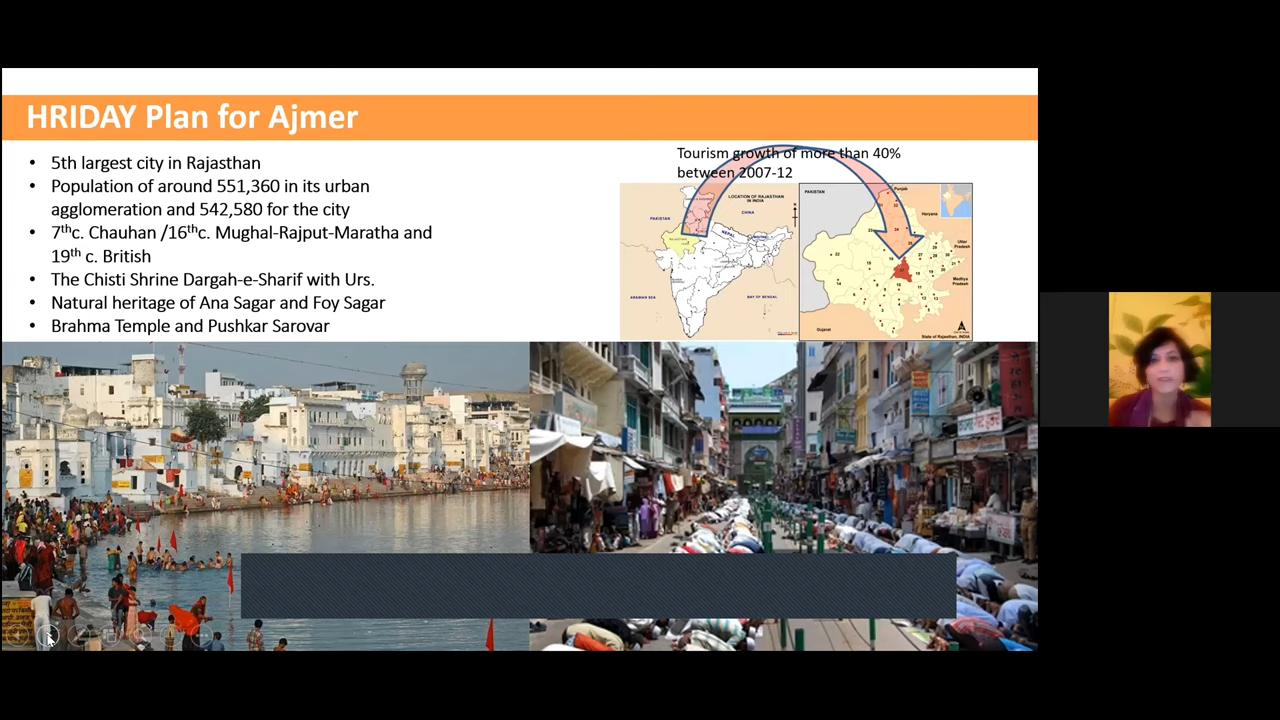 HRIDAY Plan for Ajmer
• 5th largest city in Rajasthan
• Population of around 551,360 in its urban
agglomeration and 542,580 for the city
• 7thc. Chauhan /16thc. Mughal-Rajput-Maratha and
19th c. British
• The Chisti Shrine Dargah-e-Sharif with Urs.
• Natural heritage of Ana Sagar and Foy Sagar
• Brahma Temple and Pushkar Sarovar
Tourism growth of more than 40%
between 2007-12
LOCATION OF RAJASTHAN
IN INDIA
PAKISTAN
CHINA
NEPAL
ARABIAN SEA
BAY OF BENGAL
PAKISTAN
Punjab
Haryana
Uttar
Pradesh
Madhya
Pradesh
Gujarat
State of Rajasthan, INDIA